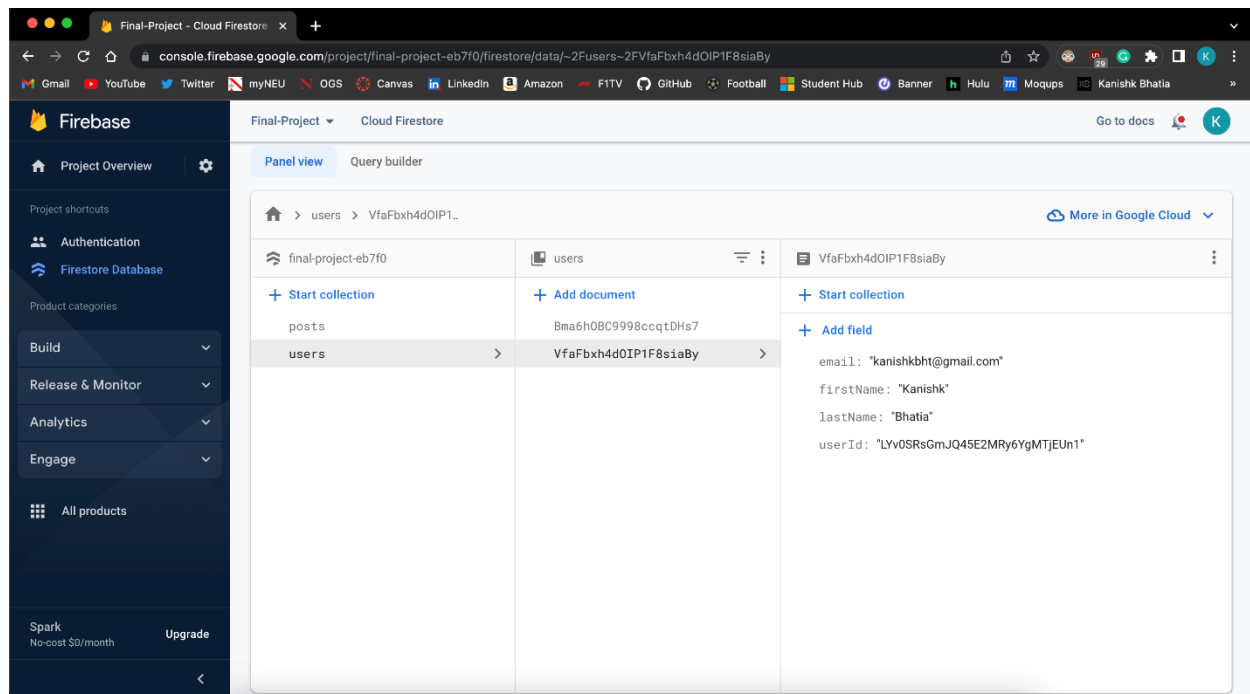 Final-Project - Cloud Firestore
console.firebase.google.com/project/final-project-eb7f0/firestore/data/~2Fusers~2FVfaFbxh4dOIP1F8siaBy
29
K
Gmail YouTube Twitter myNEU OGS Canvas LinkedIn Amazon F1TV GitHub Football Student Hub Banner Hulu Moqups Kanishk Bhatia »
Firebase
Project Overview
Project shortcuts
Authentication
Firestore Database
Product categories
Build
Release & Monitor
Analytics
Engage
All products
Spark
No-cost $0/month
Upgrade
Final-Project Cloud Firestore
Go to docs
K
Panel view Query builder
users VfaFbxh4dOIP1..
More in Google Cloud
final-project-eb7f0
Start collection
posts
users
users
Add document
Bma6hOBC9998ccqtDHs7
VfaFbxh4dOIP1F8siaBy
VfaFbxh4dOIP1F8siaBy
Start collection
Add field
email: "kanishkbht@gmail.com"
firstName: "Kanishk"
lastName: "Bhatia"
userId: "LYv0SRsGmJQ45E2MRy6YgMTjEUn1"